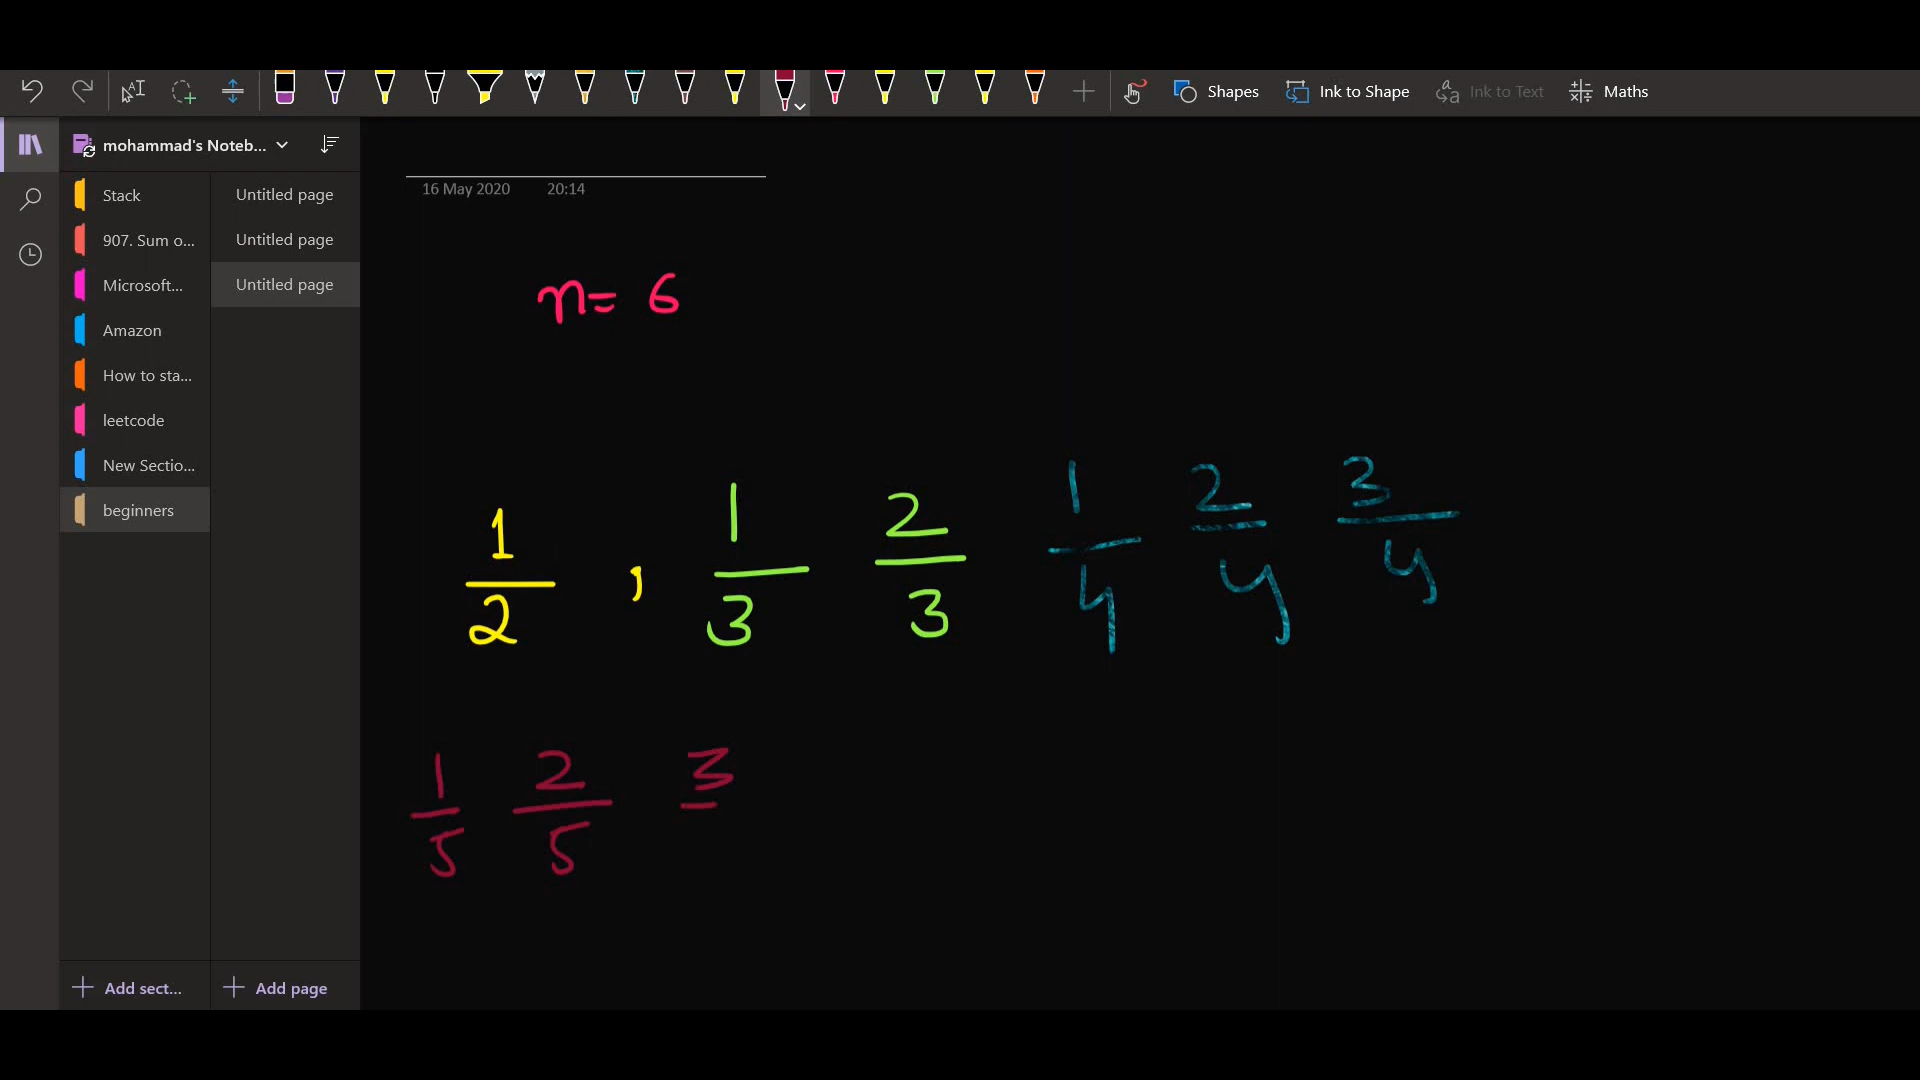 Shapes Ink to Shape Ink to Text Maths
mohammad's Noteb...
Stack
907. Sum o...
Microsoft...
Amazon
How to sta...
leetcode
New Sectio...
beginners
Untitled page
Untitled page
Untitled page
Add sect...
Add page
16 May 2020 20:14
n= 6
1/2 , 1/3 2/3 1/4 2/4 3/4
1/5 2/5 3